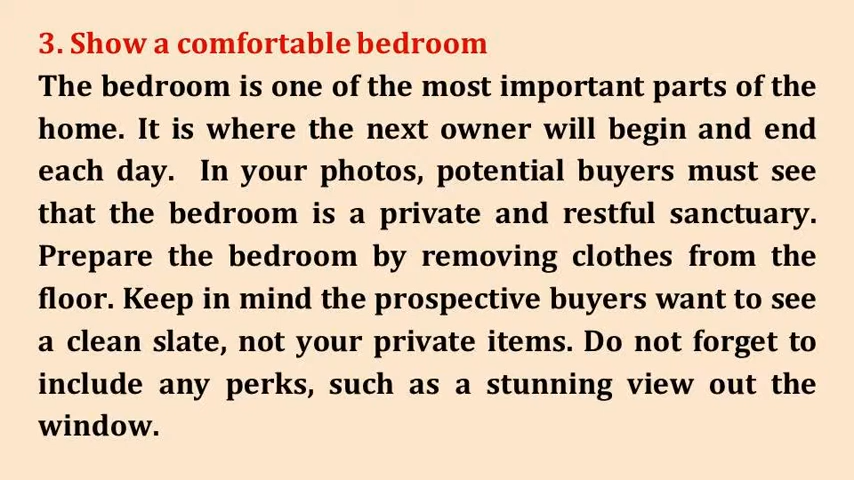 3. Show a comfortable bedroom
The bedroom is one of the most important parts of the
home. It is where the next owner will begin and end
each day.  In your photos, potential buyers must see
that the bedroom is a private and restful sanctuary.
Prepare the bedroom by removing clothes from the
floor. Keep in mind the prospective buyers want to see
a clean slate, not your private items. Do not forget to
include any perks, such as a stunning view out the
window.